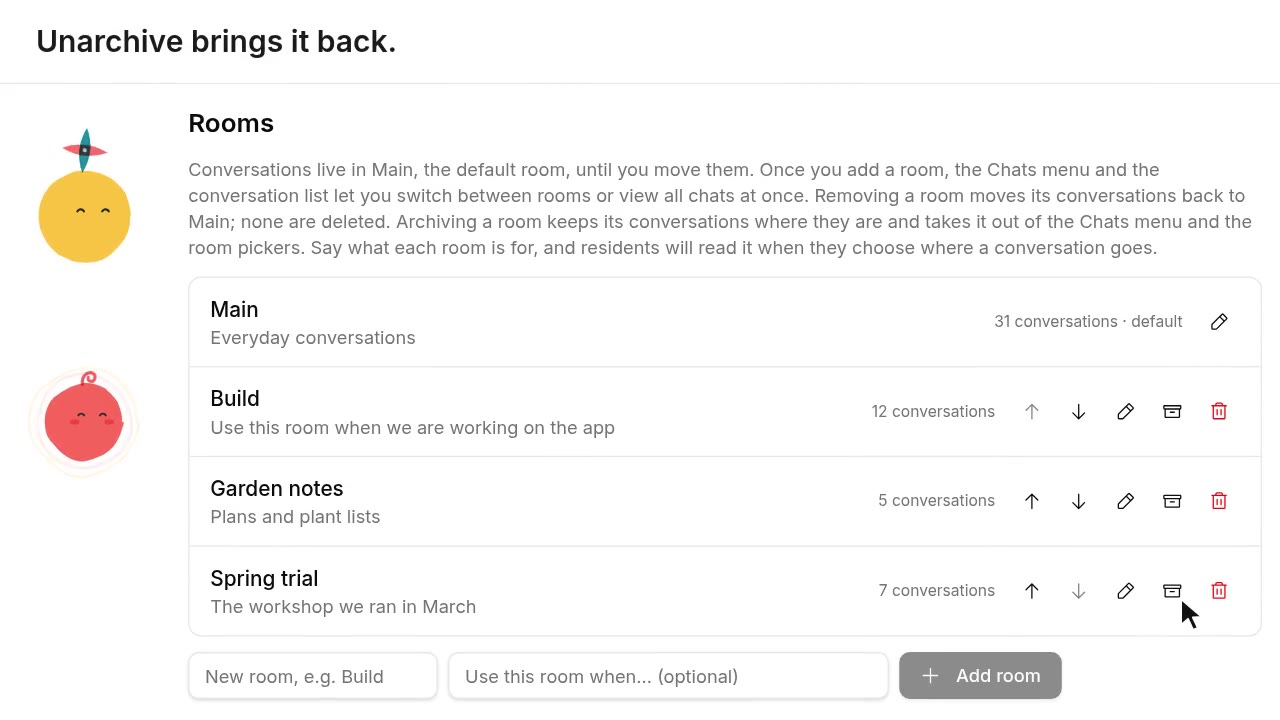 Unarchive brings it back.
Rooms
Conversations live in Main, the default room, until you move them. Once you add a room, the Chats menu and the
conversation list let you switch between rooms or view all chats at once. Removing a room moves its conversations back to
Main; none are deleted. Archiving a room keeps its conversations where they are and takes it out of the Chats menu and the
room pickers. Say what each room is for, and residents will read it when they choose where a conversation goes.
Main
Everyday conversations
31 conversations · default
Build
Use this room when we are working on the app
12 conversations
Garden notes
Plans and plant lists
5 conversations
Spring trial
The workshop we ran in March
7 conversations
New room, e.g. Build
Use this room when... (optional)
Add room